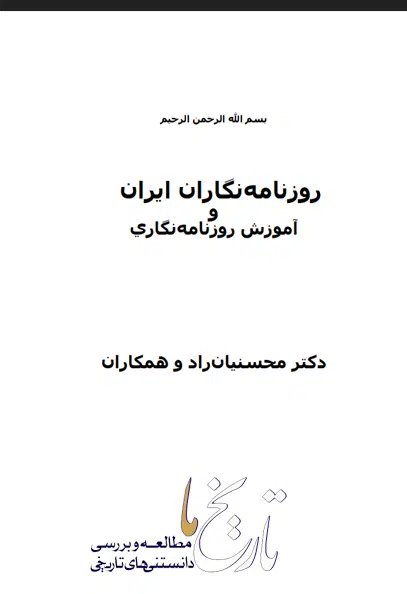 بسم الله الرحمن الرحیم
روزنامه‌نگاران ایران
و
آموزش روزنامه‌نگاري
دکتر محسنیان‌راد و همکاران
تاریخ ما
مطالعه و بررسی
دانستنی‌های تاریخی